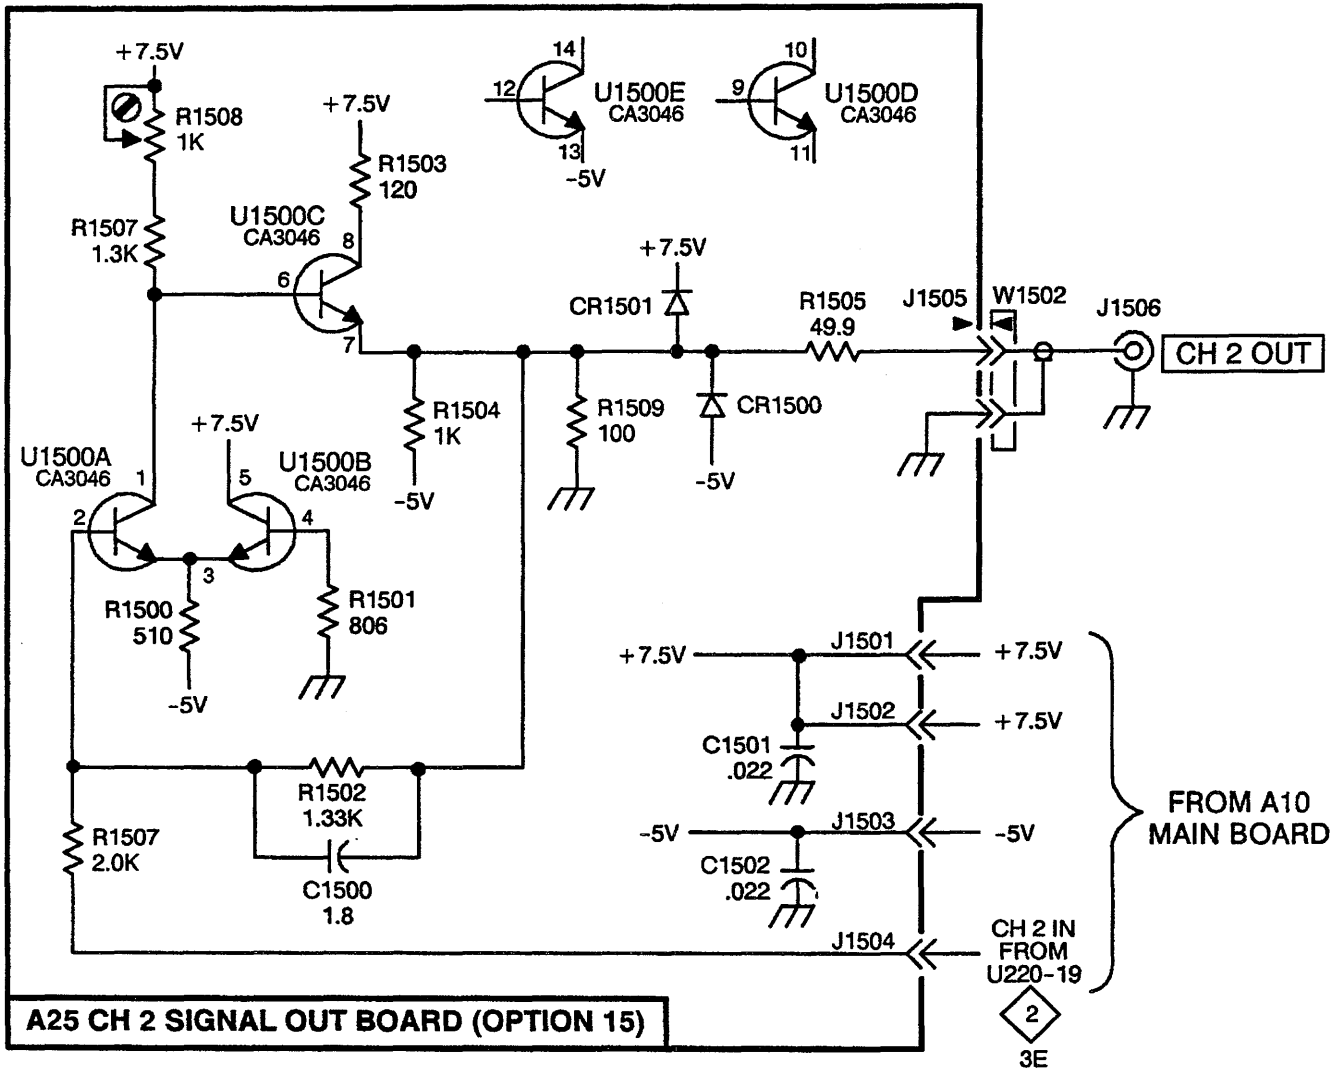 +7.5V
R1508
1K
R1507
1.3K
+7.5V
R1503
120
U1500C
CA3046
8
6
7
14
12
U1500E
CA3046
13
-5V
10
9
U1500D
CA3046
11
+7.5V
CR1501
R1505
49.9
J1505
W1502
J1506
CH 2 OUT
R1504
1K
-5V
R1509
100
CR1500
-5V
+7.5V
U1500A
CA3046
1
2
5
U1500B
CA3046
4
3
R1500
510
-5V
R1501
806
R1502
1.33K
C1500
1.8
R1507
2.0K
+7.5V
J1501
+7.5V
J1502
+7.5V
C1501
.022
-5V
J1503
-5V
C1502
.022
J1504
CH 2 IN
FROM
U220-19
2
3E
FROM A10
MAIN BOARD
A25 CH 2 SIGNAL OUT BOARD (OPTION 15)